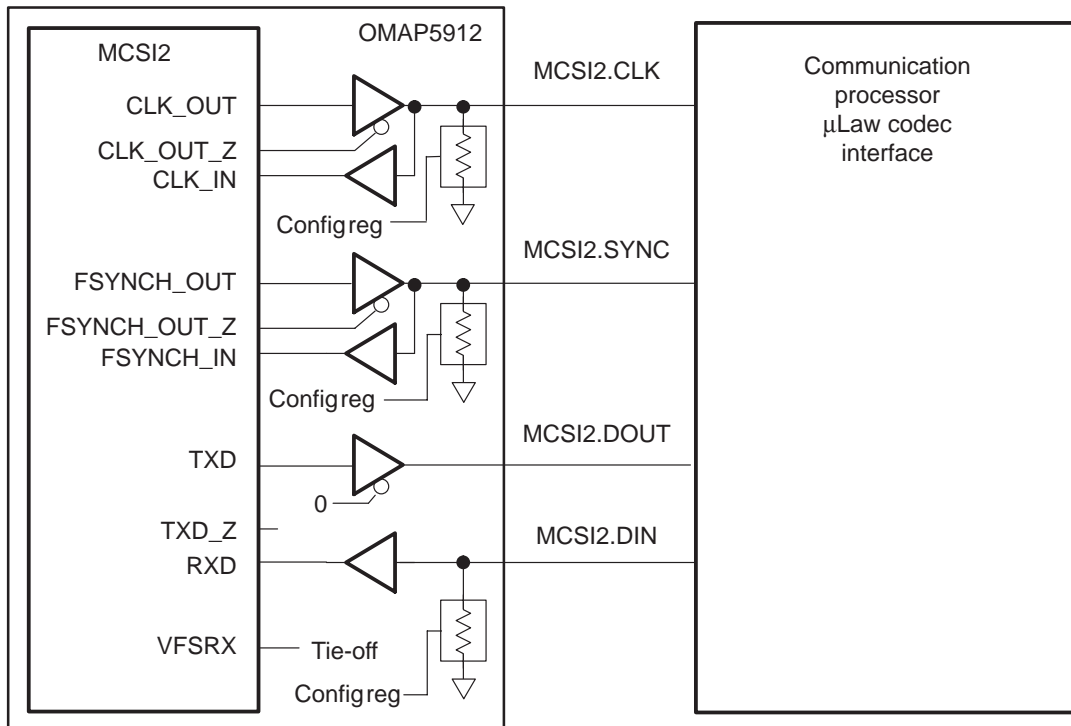 OMAP5912
MCSI2
CLK_OUT
CLK_OUT_Z
CLK_IN
Config reg
MCSI2.CLK
Communication
processor
μLaw codec
interface
FSYNCH_OUT
FSYNCH_OUT_Z
FSYNCH_IN
Config reg
MCSI2.SYNC
TXD
0
MCSI2.DOUT
TXD_Z
RXD
MCSI2.DIN
VFSRX
Tie-off
Config reg